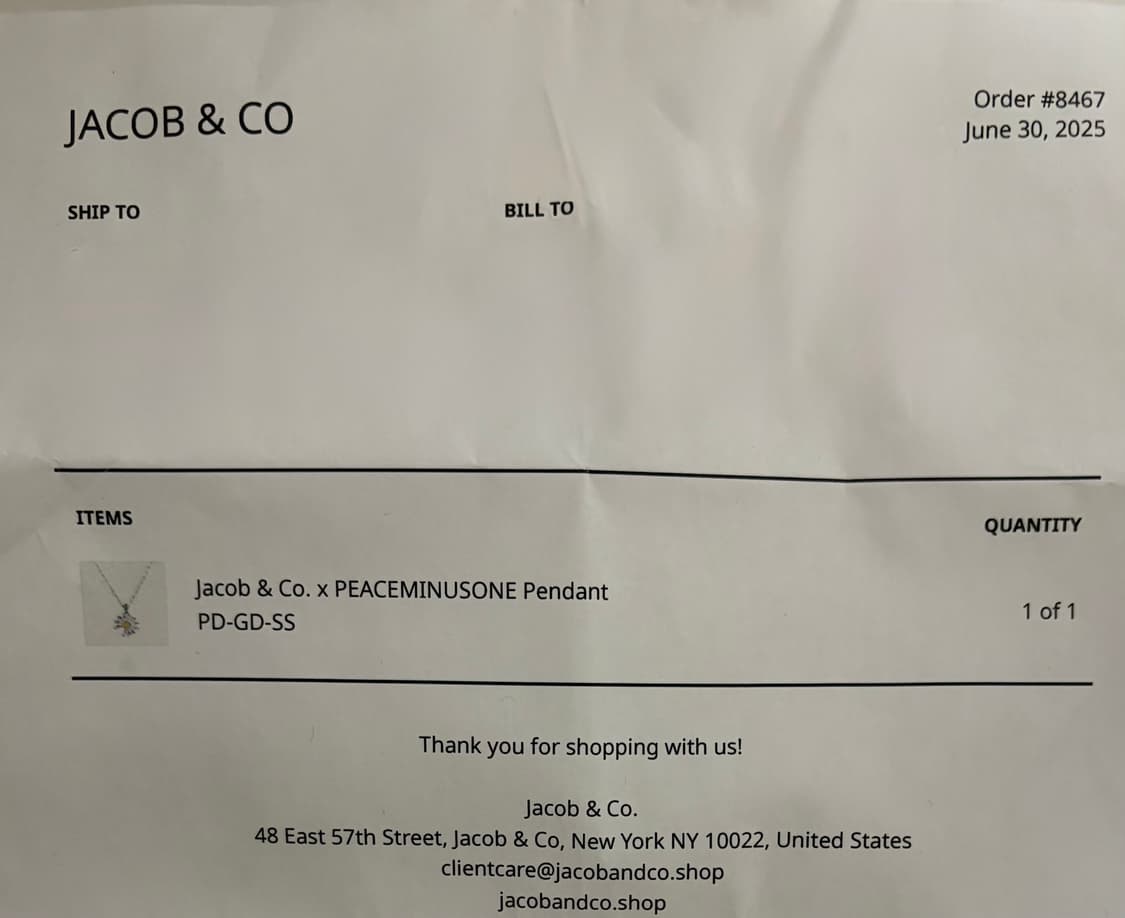 JACOB & CO
Order #8467
June 30, 2025
SHIP TO
BILL TO
ITEMS
QUANTITY
Jacob & Co. x PEACEMINUSONE Pendant
PD-GD-SS
1 of 1
Thank you for shopping with us!
Jacob & Co.
48 East 57th Street, Jacob & Co, New York NY 10022, United States
clientcare@jacobandco.shop
jacobandco.shop